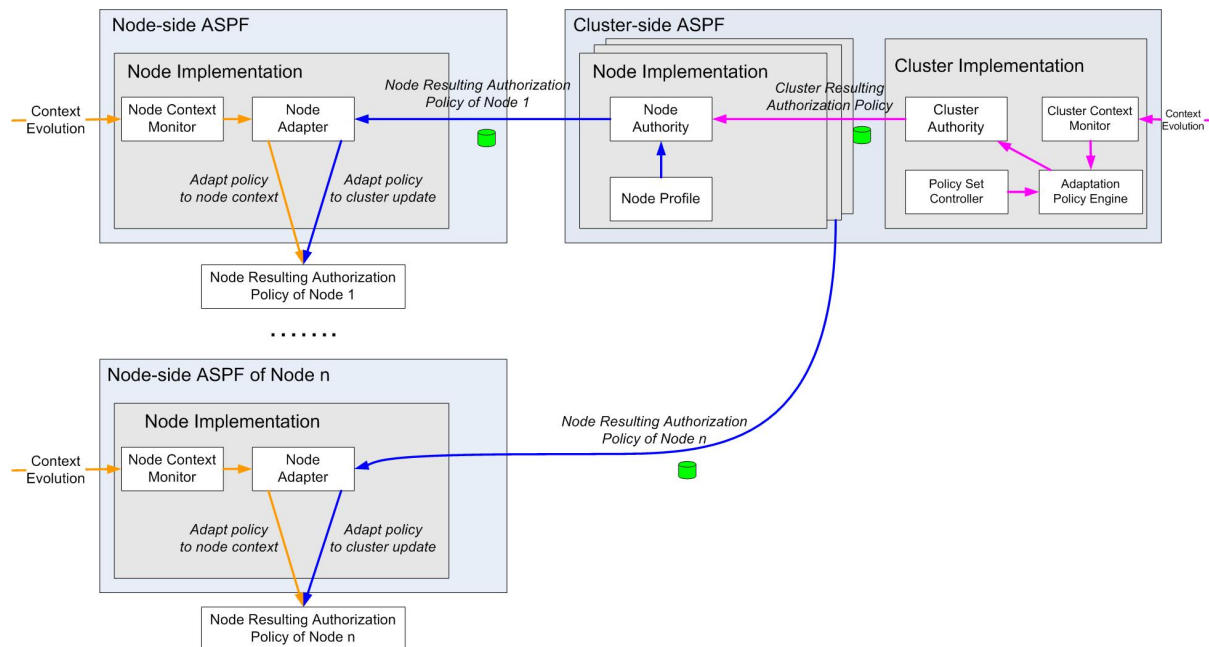 Node-side ASPF
Node Implementation
Context
Evolution
Node Context
Monitor
Node
Adapter
Adapt policy
to node context
Adapt policy
to cluster update
Node Resulting Authorization
Policy of Node 1
Node Resulting Authorization
Policy of Node 1
Cluster-side ASPF
Node Implementation
Node
Authority
Node Profile
Cluster Resulting
Authorization Policy
Cluster Implementation
Cluster
Authority
Cluster Context
Monitor
Policy Set
Controller
Adaptation
Policy Engine
Context
Evolution
.......
Node-side ASPF of Node n
Node Implementation
Context
Evolution
Node Context
Monitor
Node
Adapter
Adapt policy
to node context
Adapt policy
to cluster update
Node Resulting Authorization
Policy of Node n
Node Resulting Authorization
Policy of Node n